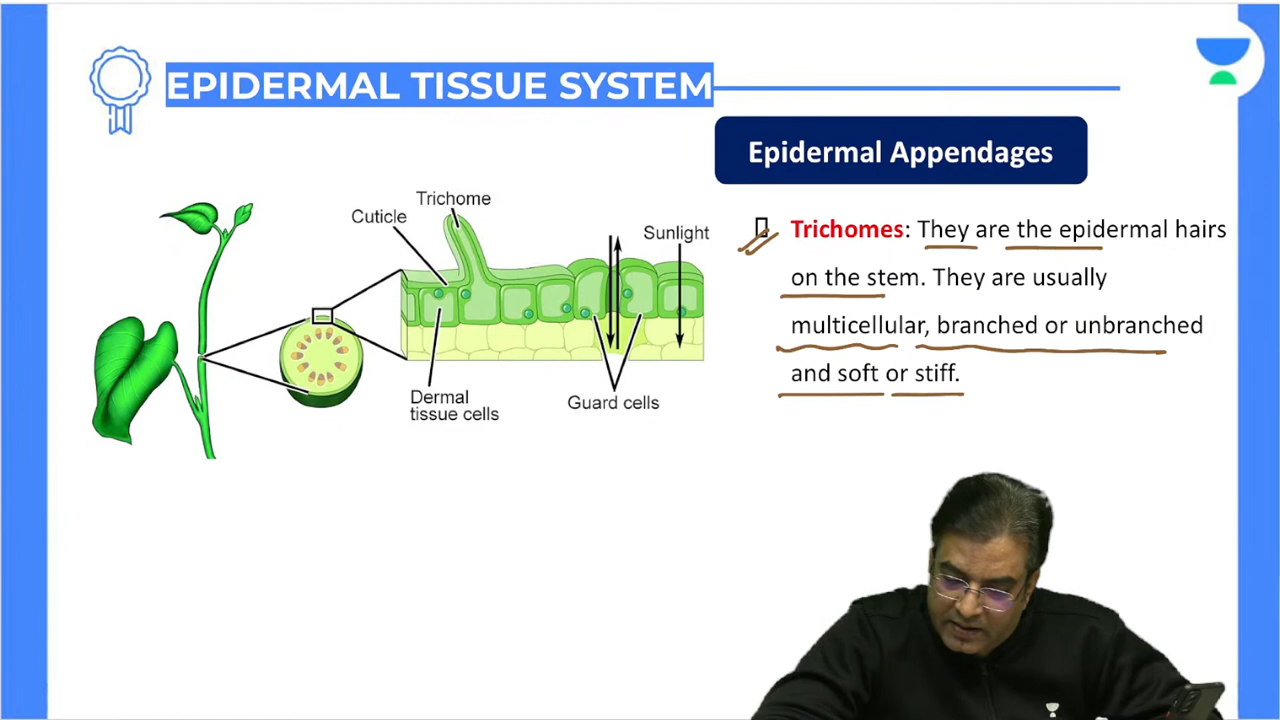 EPIDERMAL TISSUE SYSTEM
Epidermal Appendages
Trichome
Cuticle
Sunlight
Dermal
tissue cells
Guard cells
Trichomes: They are the epidermal hairs
on the stem. They are usually
multicellular, branched or unbranched
and soft or stiff.